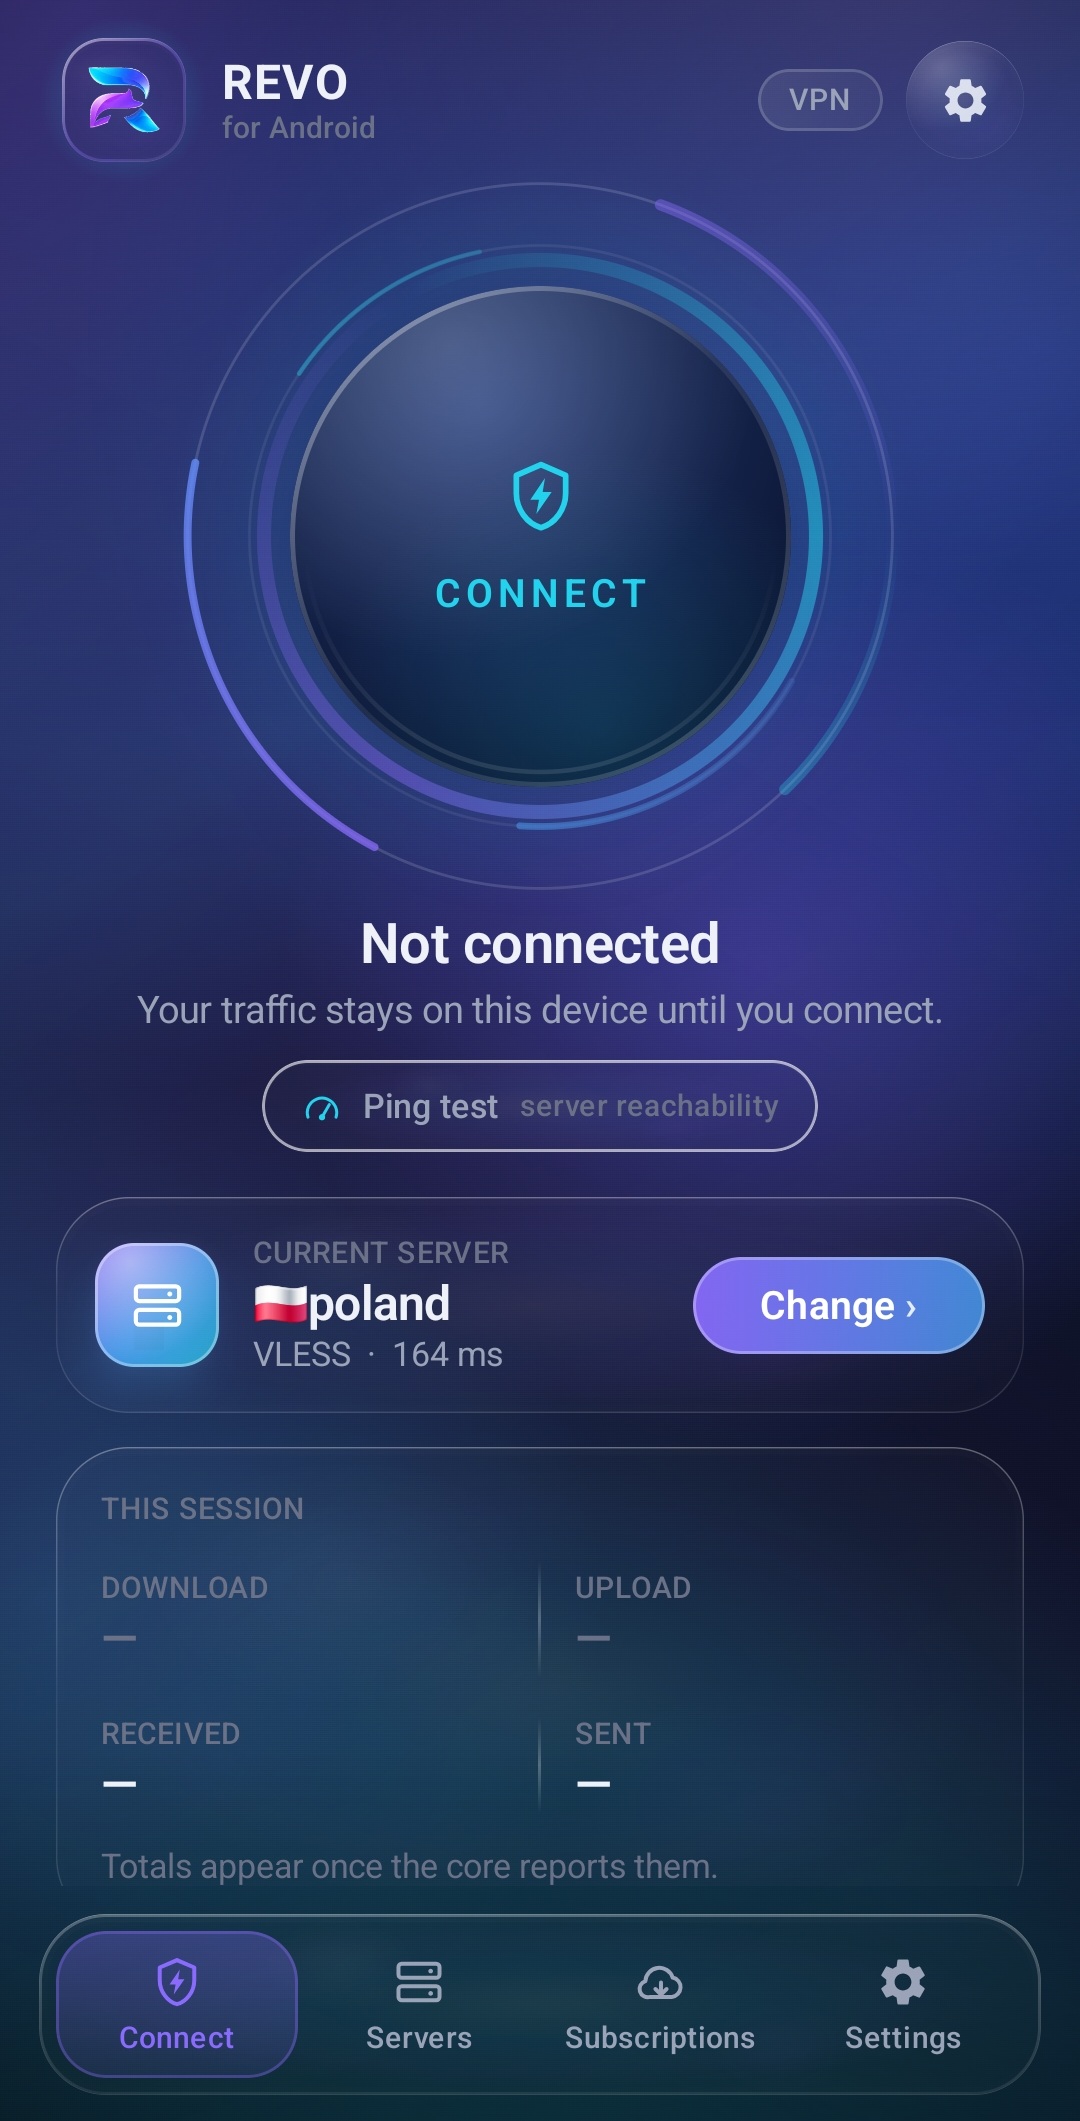 REVO
for Android
VPN
CONNECT
Not connected
Your traffic stays on this device until you connect.
Ping test server reachability
CURRENT SERVER
🇵🇱poland
VLESS · 164 ms
Change ›
THIS SESSION
DOWNLOAD
—
UPLOAD
—
RECEIVED
—
SENT
—
Totals appear once the core reports them.
Connect
Servers
Subscriptions
Settings